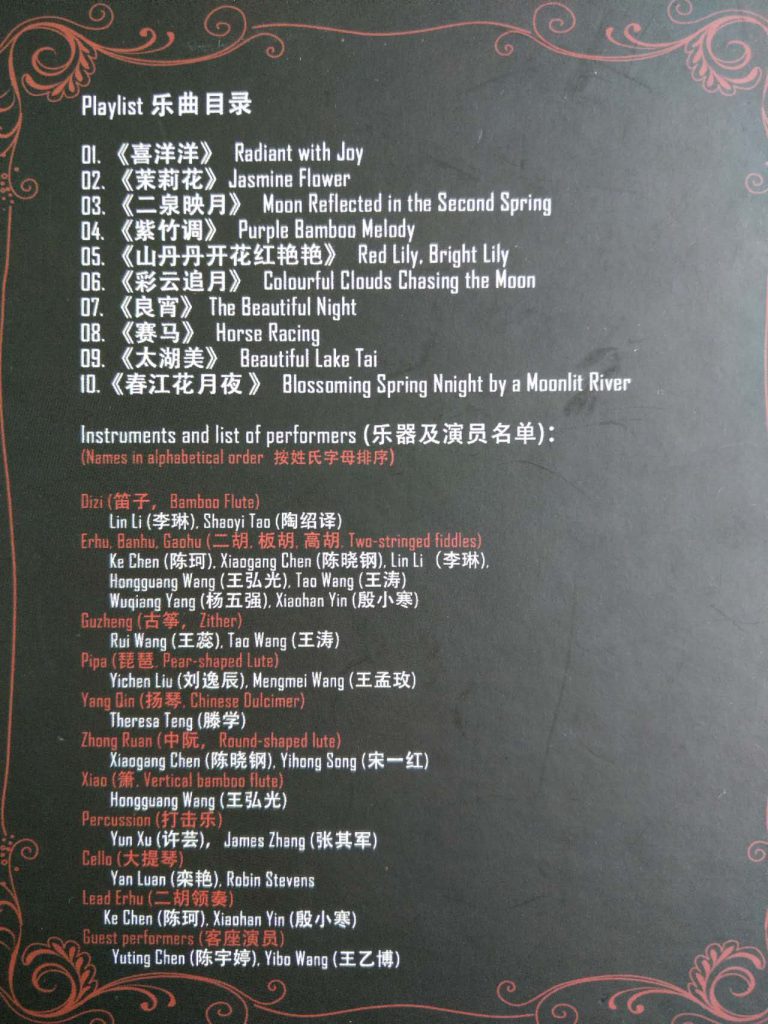 Playlist 乐曲目录
01. 《喜洋洋》 Radiant with Joy
02. 《茉莉花》 Jasmine Flower
03. 《二泉映月》 Moon Reflected in the Second Spring
04. 《紫竹调》 Purple Bamboo Melody
05. 《山丹丹开花红艳艳》 Red Lily, Bright Lily
06. 《彩云追月》 Colourful Clouds Chasing the Moon
07. 《良宵》 The Beautiful Night
08. 《赛马》 Horse Racing
09. 《太湖美》 Beautiful Lake Tai
10.《春江花月夜 》 Blossoming Spring Nnight by a Moonlit River
Instruments and list of performers (乐器及演员名单):
(Names in alphabetical order 按姓氏字母排序)
Dizi (笛子, Bamboo Flute)
Lin Li (李琳), Shaoyi Tao (陶绍译)
Erhu, Banhu, Gaohu (二胡, 板胡, 高胡, Two-stringed fiddles)
Ke Chen (陈珂), Xiaogang Chen (陈晓钢), Lin Li (李琳),
Hongguang Wang (王弘光), Tao Wang (王涛)
Wuqiang Yang (杨五强), Xiaohan Yin (殷小寒)
Guzheng (古筝, Zither)
Rui Wang (王蕊), Tao Wang (王涛)
Pipa (琵琶, Pear-shaped Lute)
Yichen Liu (刘逸辰), Mengmei Wang (王孟玫)
Yang Qin (扬琴, Chinese Dulcimer)
Theresa Teng (滕学)
Zhong Ruan (中阮, Round-shaped lute)
Xiaogang Chen (陈晓钢), Yihong Song (宋一红)
Xiao (箫, Vertical bamboo flute)
Hongguang Wang (王弘光)
Percussion (打击乐)
Yun Xu (许芸), James Zhang (张其军)
Cello (大提琴)
Yan Luan (栾艳), Robin Stevens
Lead Erhu (二胡领奏)
Ke Chen (陈珂), Xiaohan Yin (殷小寒)
Guest performers (客座演员)
Yuting Chen (陈宇婷), Yibo Wang (王乙博)